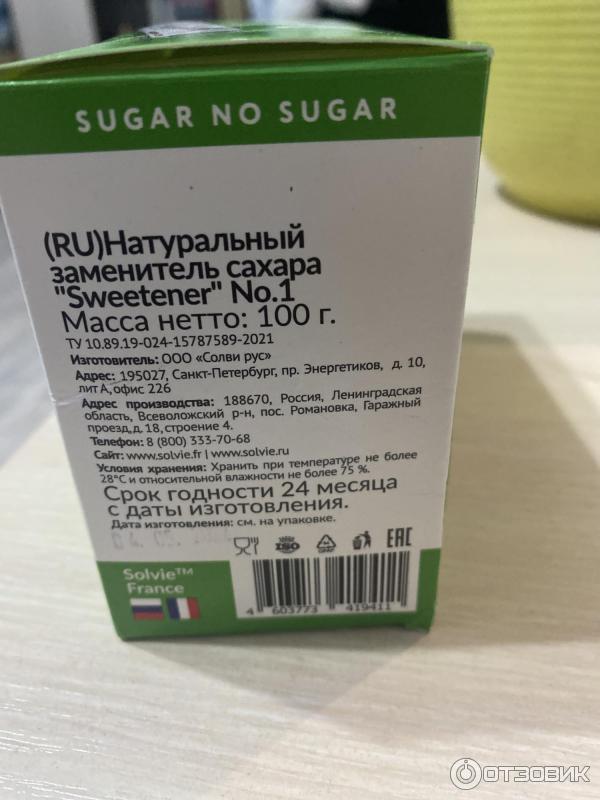 SUGAR NO SUGAR
(RU)Натуральный
заменитель сахара
"Sweetener" No.1
Масса нетто: 100 г.
ТУ 10.89.19-024-15787589-2021
Изготовитель: ООО «Солви рус»
Адрес: 195027, Санкт-Петербург, пр. Энергетиков, д. 10,
лит А, офис 226
Адрес производства: 188670, Россия, Ленинградская
область, Всеволожский р-н, пос. Романовка, Гаражный
проезд,д. 18, строение 4.
Телефон: 8 (800) 333-70-68
Сайт: www.solvie.fr | www.solvie.ru
Условия хранения: Хранить при температуре не более
28°C и относительной влажности не более 75 %.
Срок годности 24 месяца
с даты изготовления.
Дата изготовления: см. на упаковке.
ISO
EAC
Solvie™
France
4 603773 419411
ОТЗОВИК